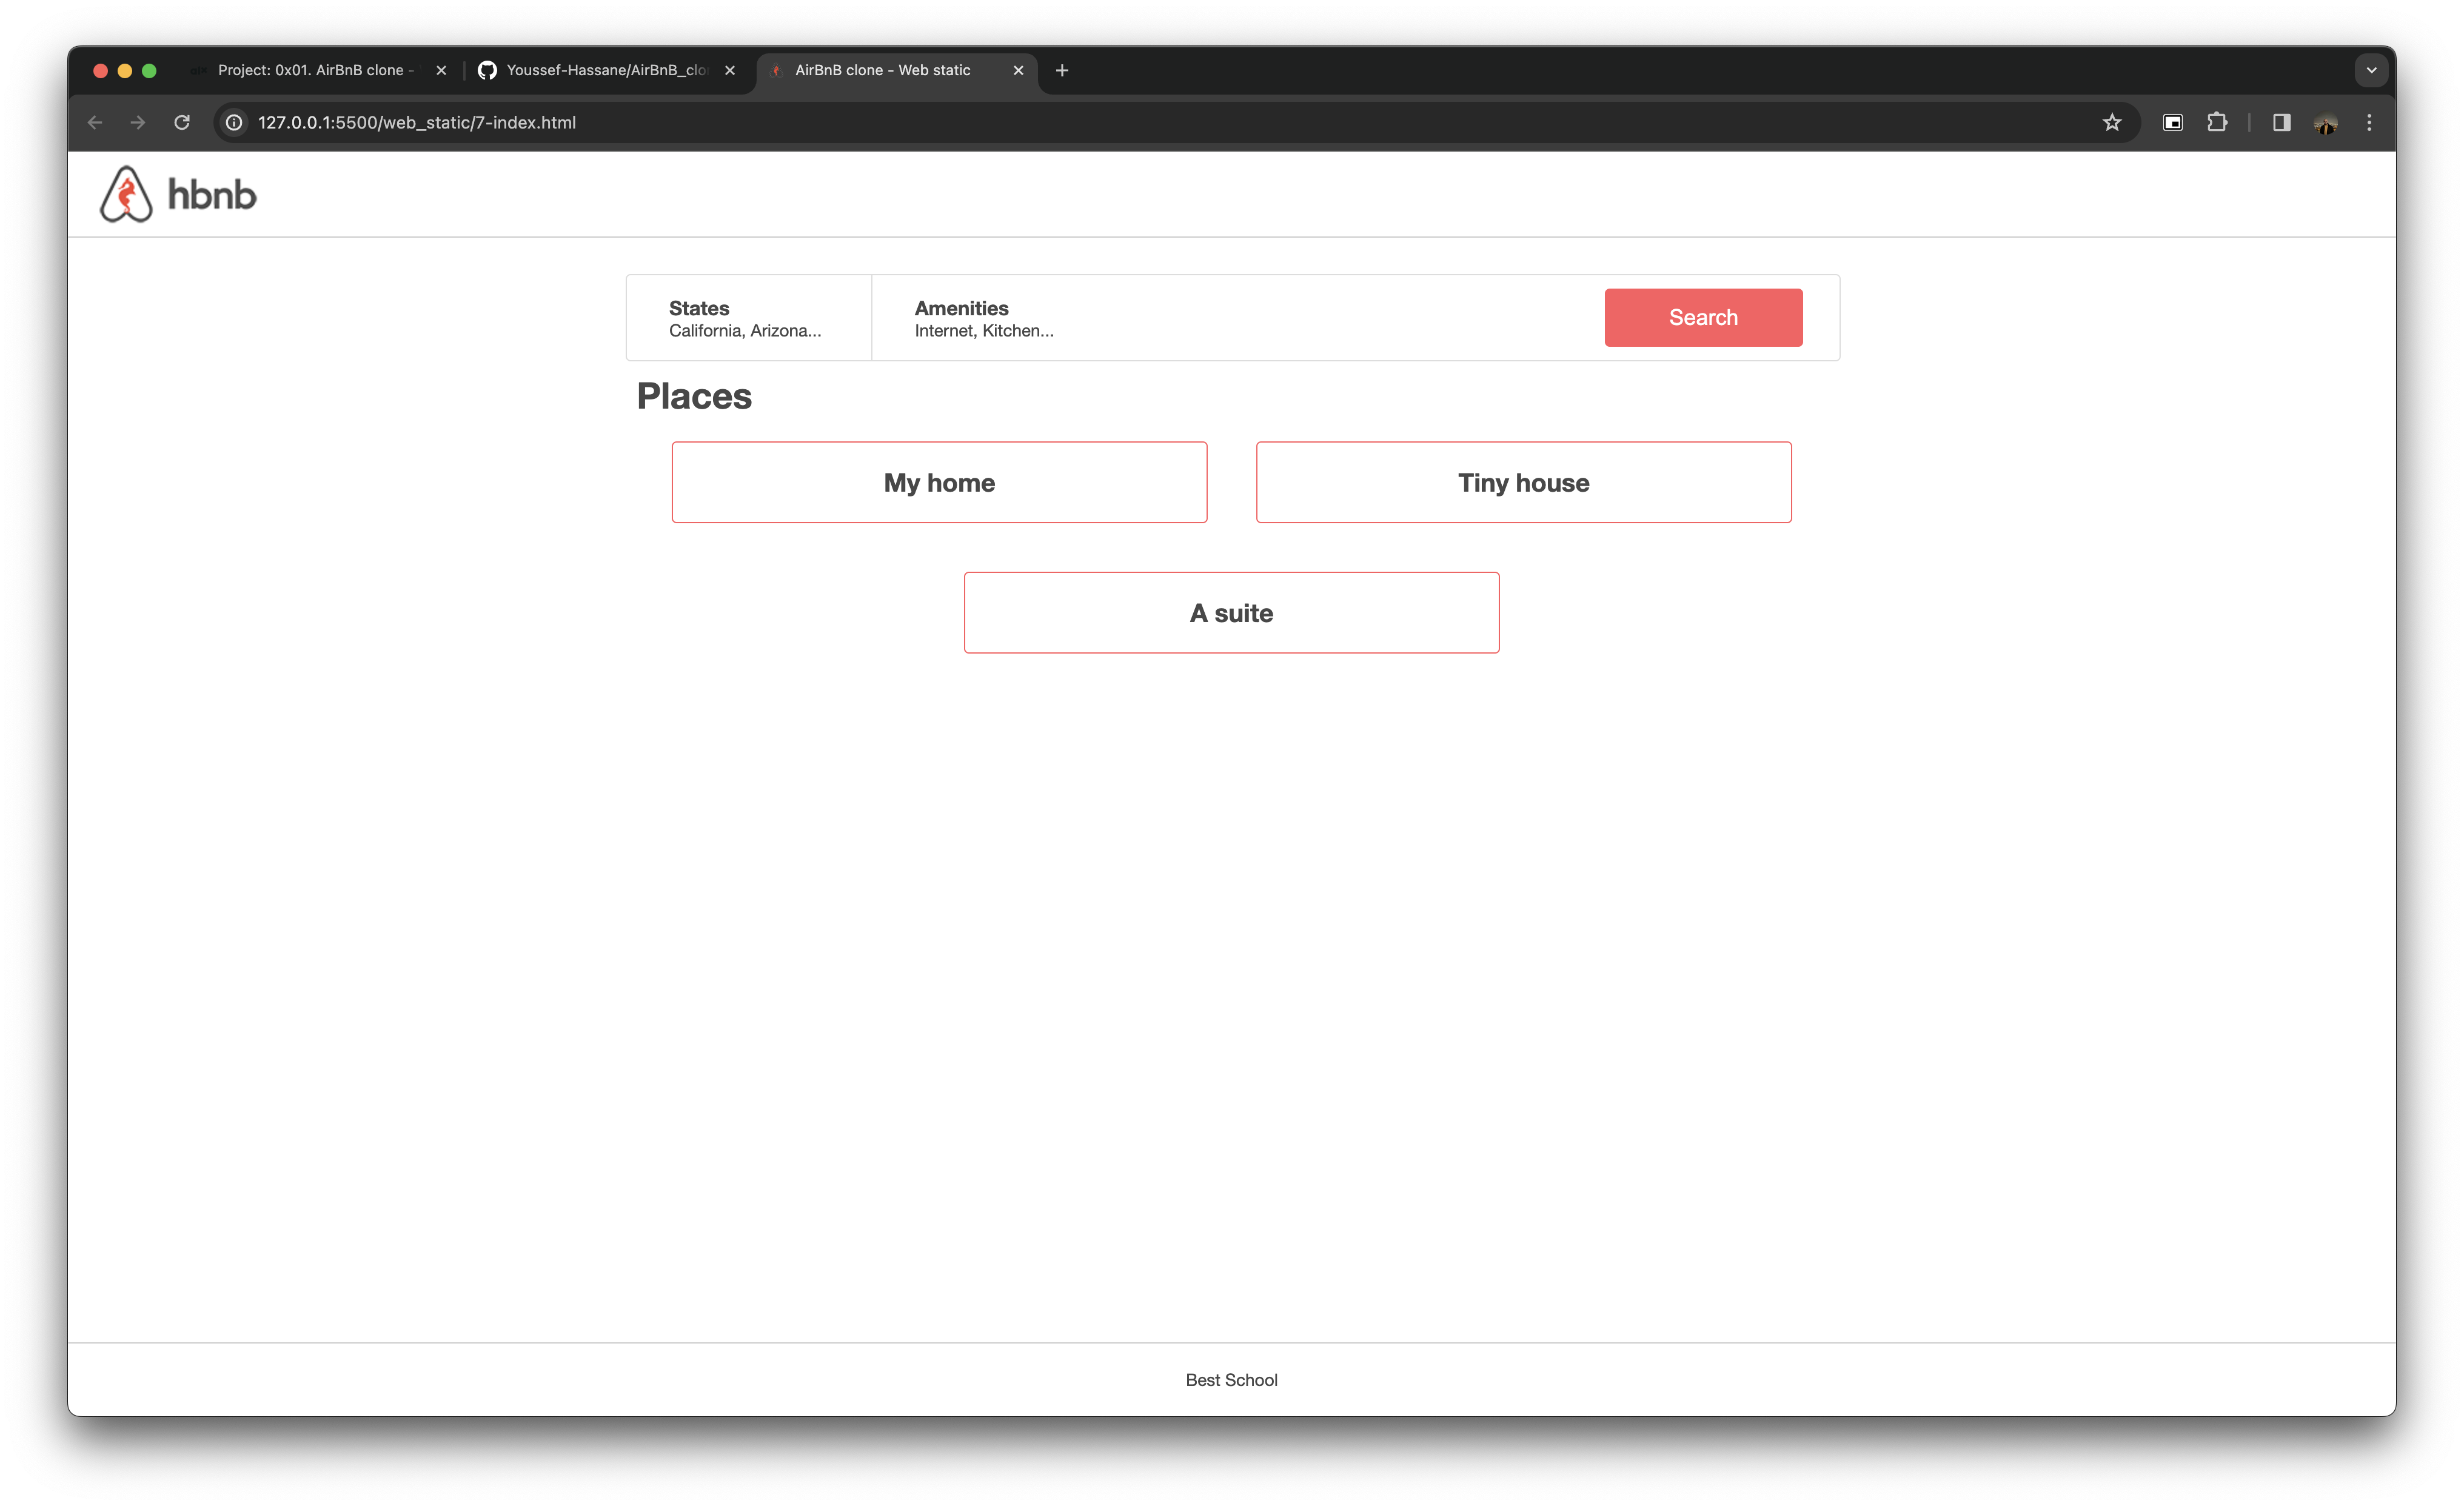 Project: 0x01. AirBnB clone -
Youssef-Hassane/AirBnB_clo
AirBnB clone - Web static
127.0.0.1:5500/web_static/7-index.html
hbnb
States
California, Arizona...
Amenities
Internet, Kitchen...
Search
Places
My home
Tiny house
A suite
Best School